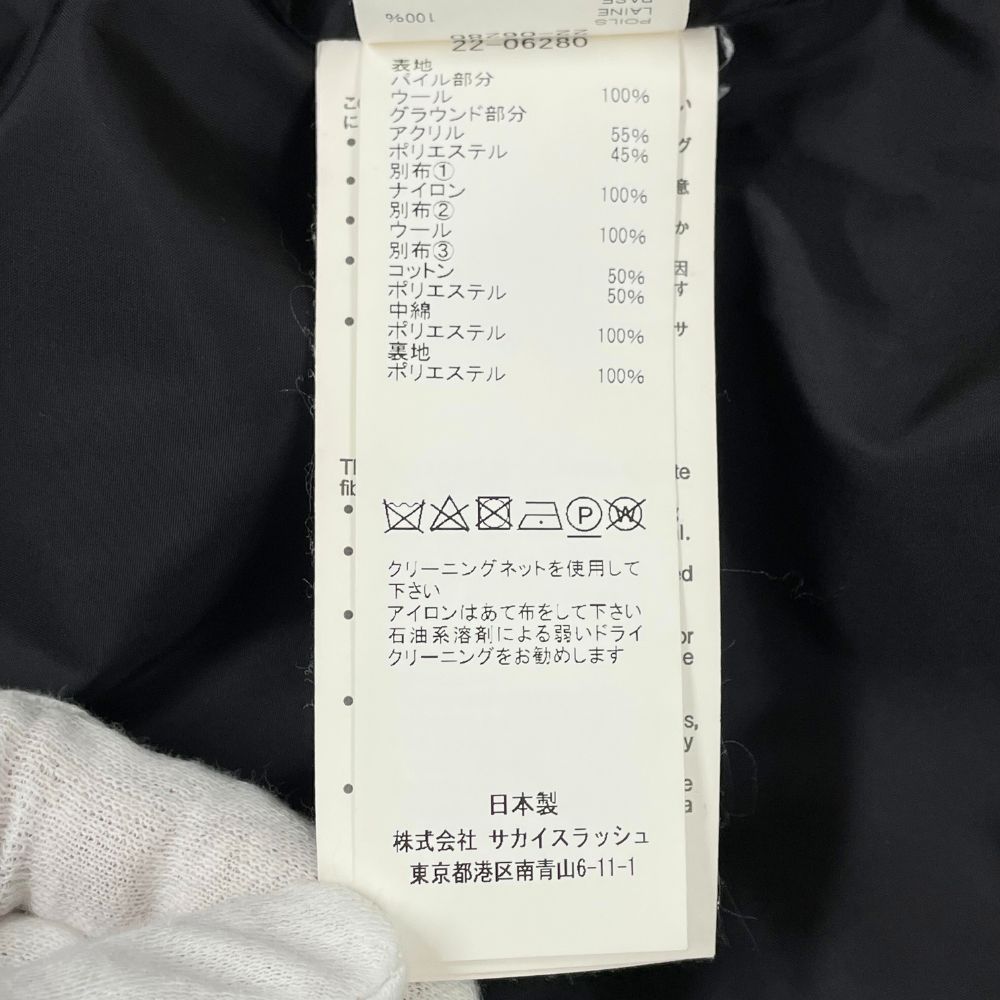 100%
POILS
LAINE
BASE
22-06280
22-06280
表地
パイル部分
ウール 100%
グラウンド部分
アクリル 55%
ポリエステル 45%
別布①
ナイロン 100%
別布②
ウール 100%
別布③
コットン 50%
ポリエステル 50%
中綿
ポリエステル 100%
裏地
ポリエステル 100%
P W
クリーニングネットを使用して
下さい
アイロンはあて布をして下さい
石油系溶剤による弱いドライ
クリーニングをお勧めします
日本製
株式会社 サカイスラッシュ
東京都港区南青山6-11-1